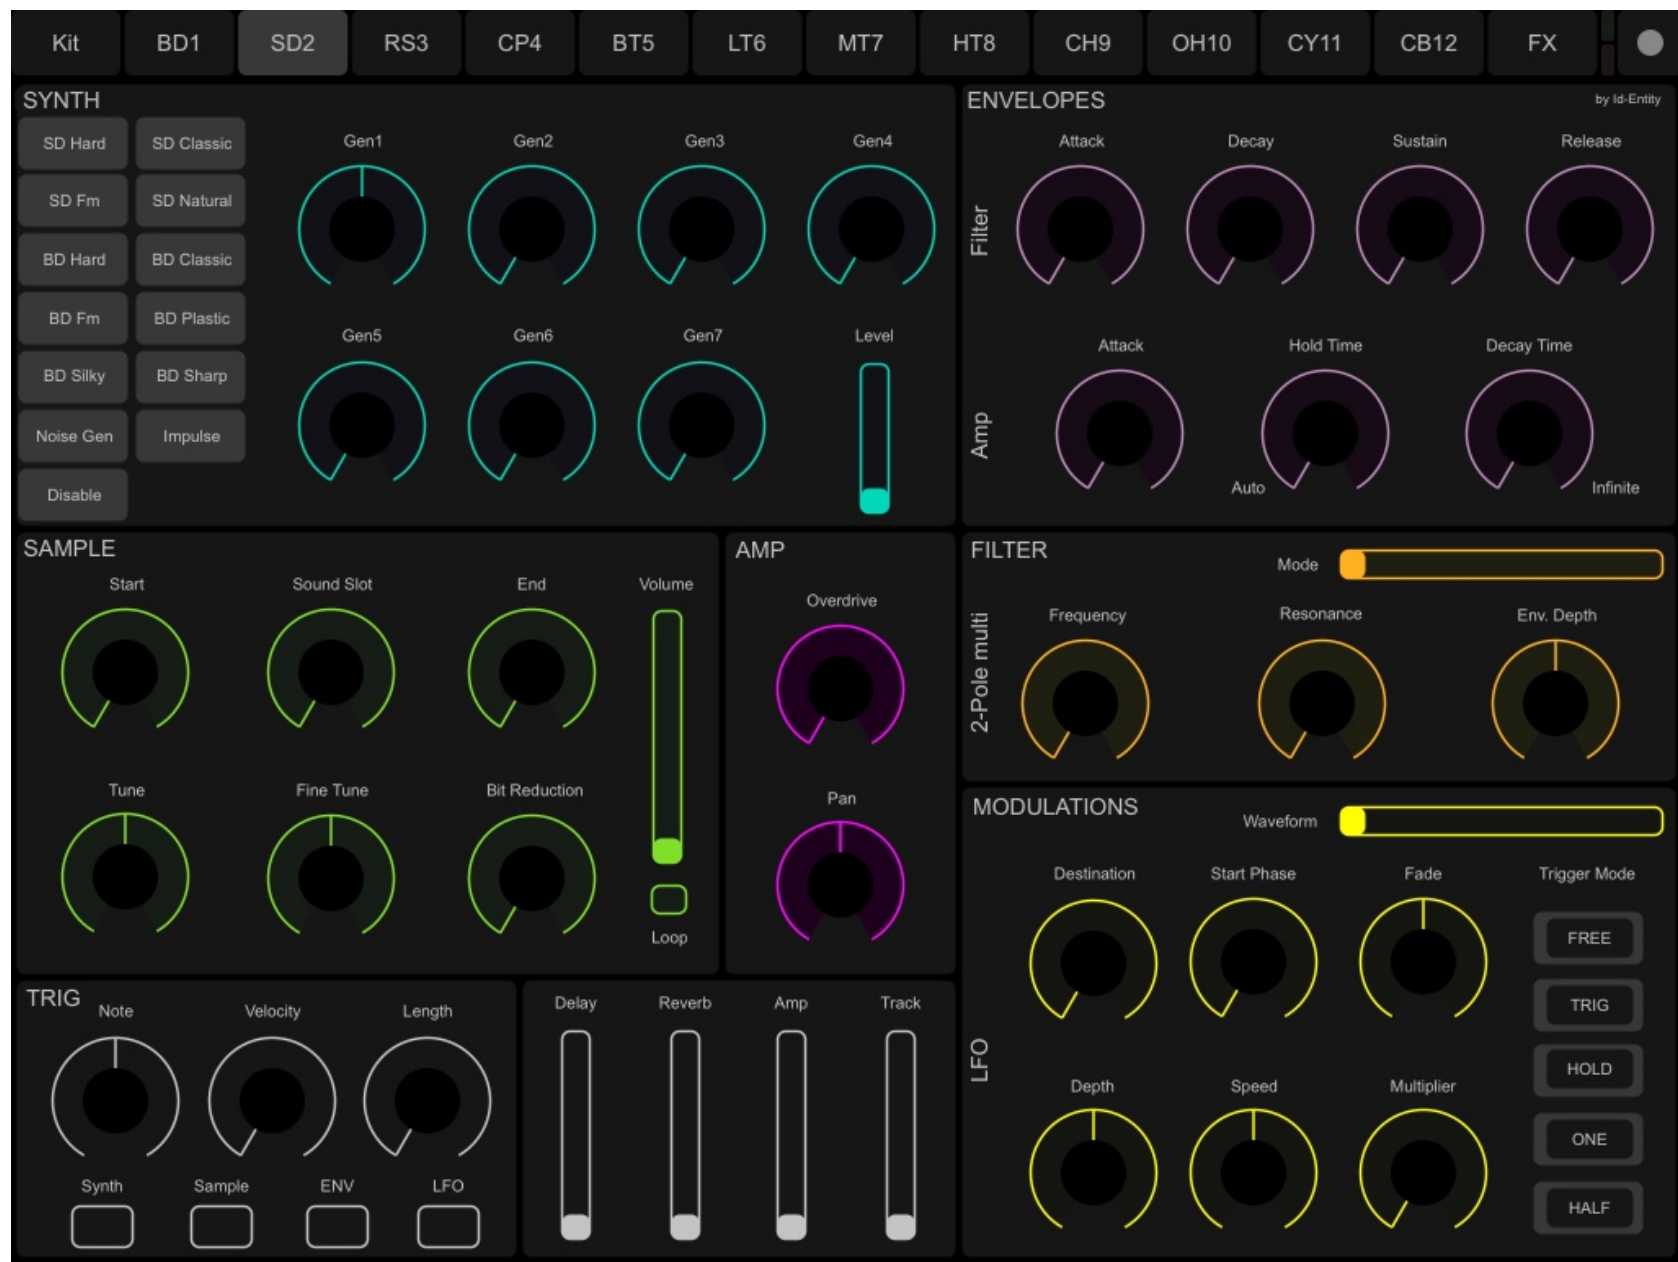 Kit BD1 SD2 RS3 CP4 BT5 LT6 MT7 HT8 CH9 OH10 CY11 CB12 FX
SYNTH
SD Hard SD Classic
SD Fm SD Natural
BD Hard BD Classic
BD Fm BD Plastic
BD Silky BD Sharp
Noise Gen Impulse
Disable
Gen1 Gen2 Gen3 Gen4
Gen5 Gen6 Gen7 Level
ENVELOPES
by Id-Entity
Attack Decay Sustain Release
Filter
Attack Hold Time Decay Time
Amp
Auto Infinite
SAMPLE
Start Sound Slot End Volume
Tune Fine Tune Bit Reduction
Loop
AMP
Overdrive
Pan
FILTER
Mode
Frequency Resonance Env. Depth
2-Pole multi
MODULATIONS
Waveform
Destination Start Phase Fade Trigger Mode
FREE
TRIG
HOLD
ONE
HALF
LFO
Depth Speed Multiplier
TRIG
Note Velocity Length
Synth Sample ENV LFO
Delay Reverb Amp Track